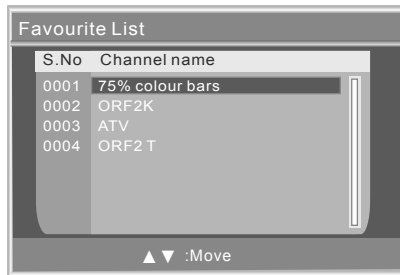 Favourite List
S.No Channel name
0001 75% colour bars
0002 ORF2K
0003 ATV
0004 ORF2 T
▲ ▼ :Move